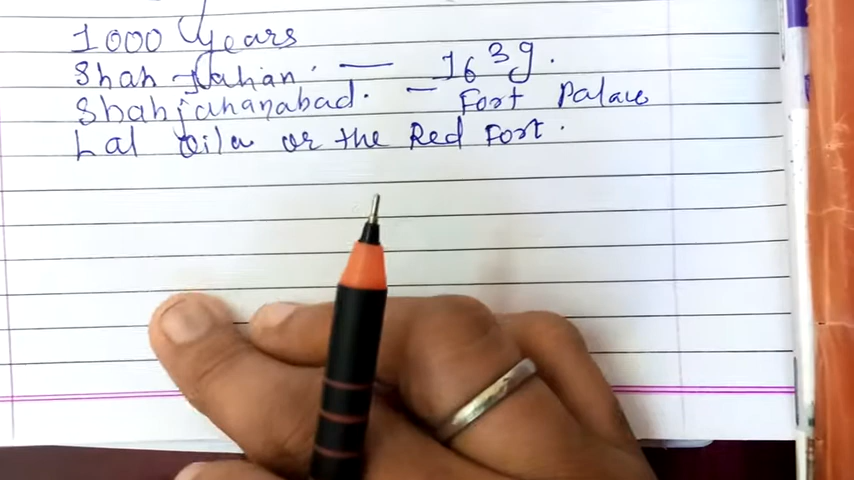 1000 years
Shah Jahan. — 1639.
Shahjahanabad. — Fort Palace
Lal Qila or the Red Fort.